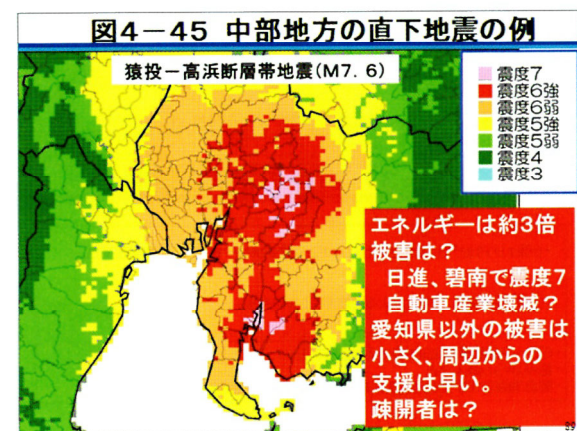 図4－45 中部地方の直下地震の例
猿投－高浜断層帯地震(M7.6)
震度7
震度6強
震度6弱
震度5強
震度5弱
震度4
震度3
エネルギーは約3倍
被害は？
日進、碧南で震度7
自動車産業壊滅？
愛知県以外の被害は
小さく、周辺からの
支援は早い。
疎開者は？